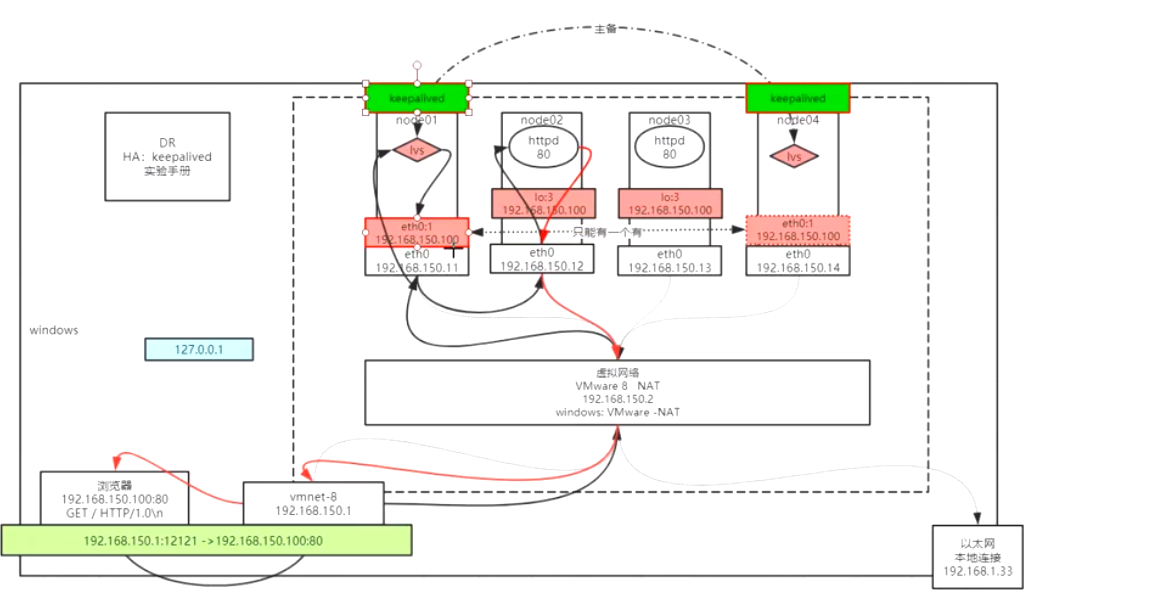 主备
keepalived
keepalived
node01
node02
node03
node04
DR
HA：keepalived
实验手册
lvs
httpd
80
httpd
80
lvs
lo:3
192.168.150.100
lo:3
192.168.150.100
eth0:1
192.168.150.100
只能有一个有
eth0:1
192.168.150.100
eth0
192.168.150.11
eth0
192.168.150.12
eth0
192.168.150.13
eth0
192.168.150.14
windows
127.0.0.1
虚拟网络
VMware 8 NAT
192.168.150.2
windows: VMware -NAT
浏览器
192.168.150.100:80
GET / HTTP/1.0\n
vmnet-8
192.168.150.1
192.168.150.1:12121 ->192.168.150.100:80
以太网
本地连接
192.168.1.33